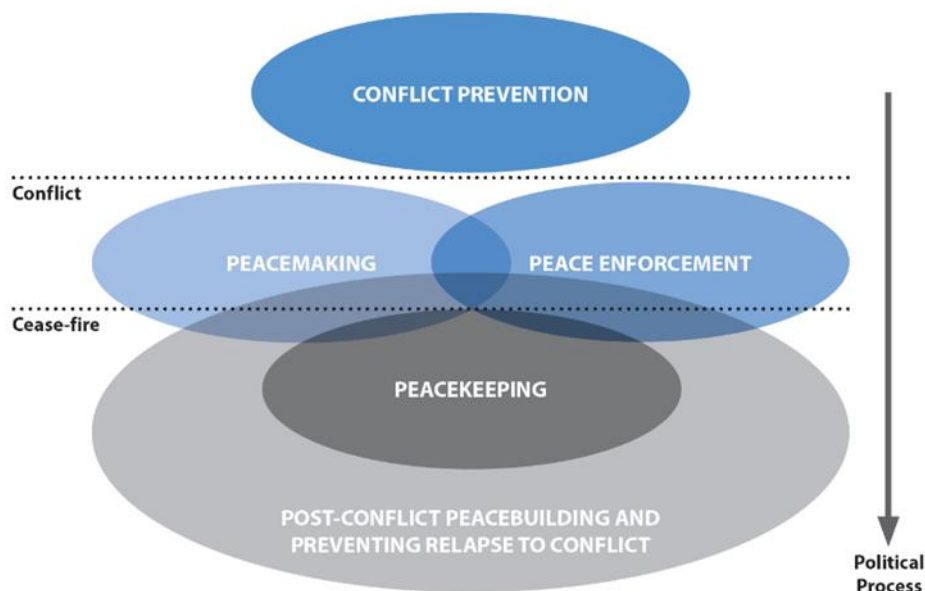 CONFLICT PREVENTION
Conflict
PEACEMAKING
PEACE ENFORCEMENT
Cease-fire
PEACEKEEPING
POST-CONFLICT PEACEBUILDING AND
PREVENTING RELAPSE TO CONFLICT
Political
Process